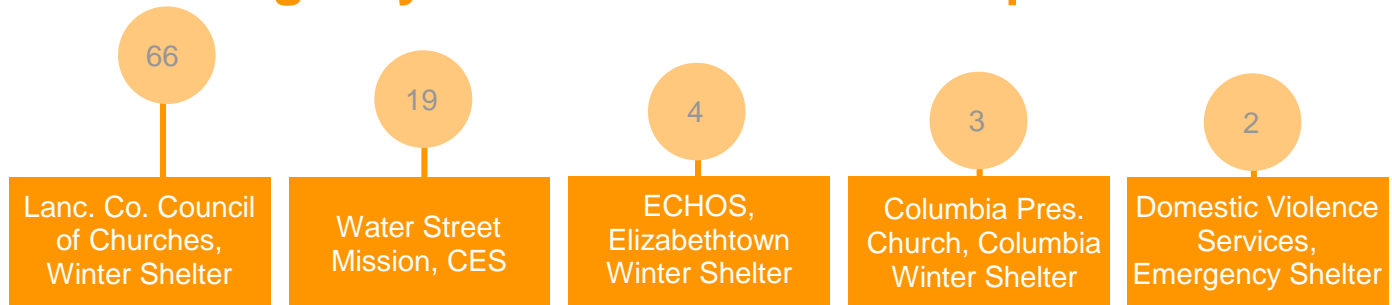 66
19
4
3
2
Lanc. Co. Council
of Churches,
Winter Shelter
Water Street
Mission, CES
ECHOS,
Elizabethtown
Winter Shelter
Columbia Pres.
Church, Columbia
Winter Shelter
Domestic Violence
Services,
Emergency Shelter